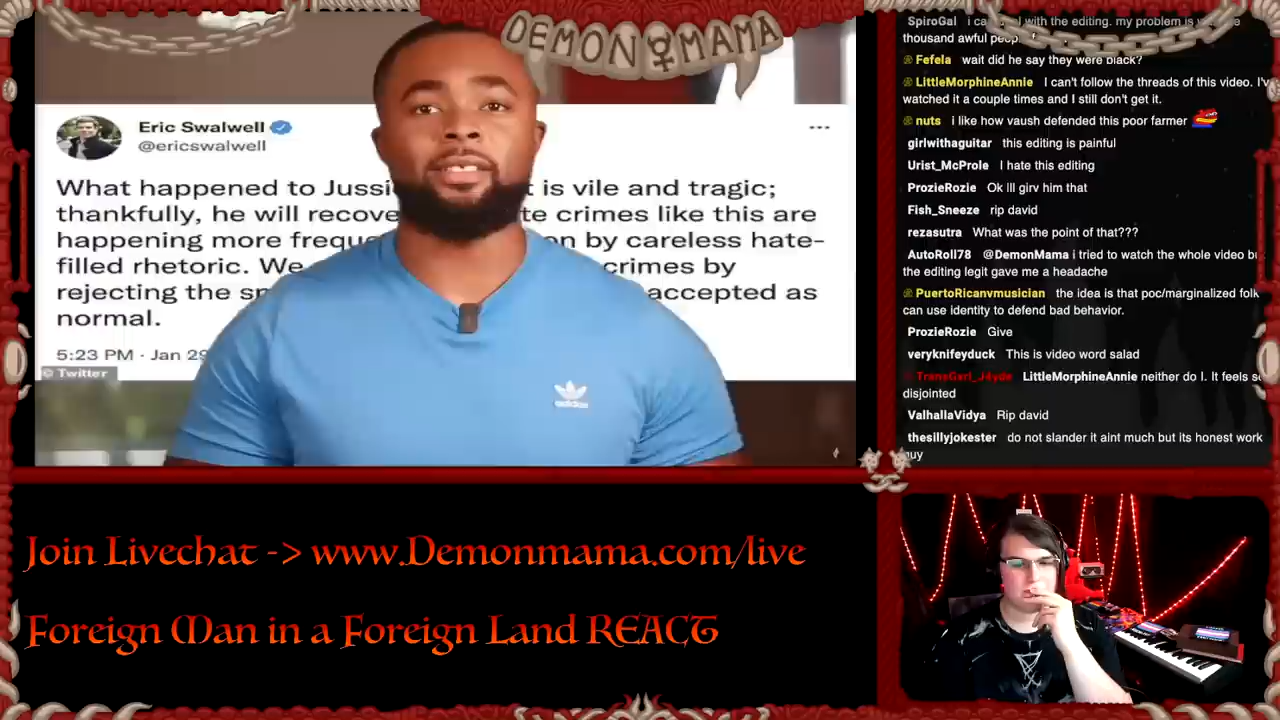 DEMON MAMA
Eric Swalwell
@ericswalwell
What happened to Jussi is vile and tragic;
thankfully, he will recove te crimes like this are
happening more frequ on by careless hate-
filled rhetoric. We crimes by
rejecting the accepted as
normal.
5:23 PM · Jan 29
© Twitter
adidas
SpiroGal with the editing. my problem is
thousand awful
Fefela wait did he say they were black?
LittleMorphineAnnie I can't follow the threads of this video. I'v
watched it a couple times and I still don't get it.
nuts i like how vaush defended this poor farmer
girlwithaguitar this editing is painful
Urist_McProle I hate this editing
ProzieRozie Ok Ill girv him that
Fish_Sneeze rip david
rezasutra What was the point of that???
AutoRoll78 @DemonMama i tried to watch the whole video bu
the editing legit gave me a headache
PuertoRicanvmusician the idea is that poc/marginalized folk
can use identity to defend bad behavior.
ProzieRozie Give
veryknifeyduck This is video word salad
LittleMorphineAnnie neither do I. It feels so
disjointed
ValhallaVidya Rip david
thesillyjokester do not slander it aint much but its honest work
guy
Join Livechat -> www.Demonmama.com/live
Foreign Man in a Foreign Land REACT